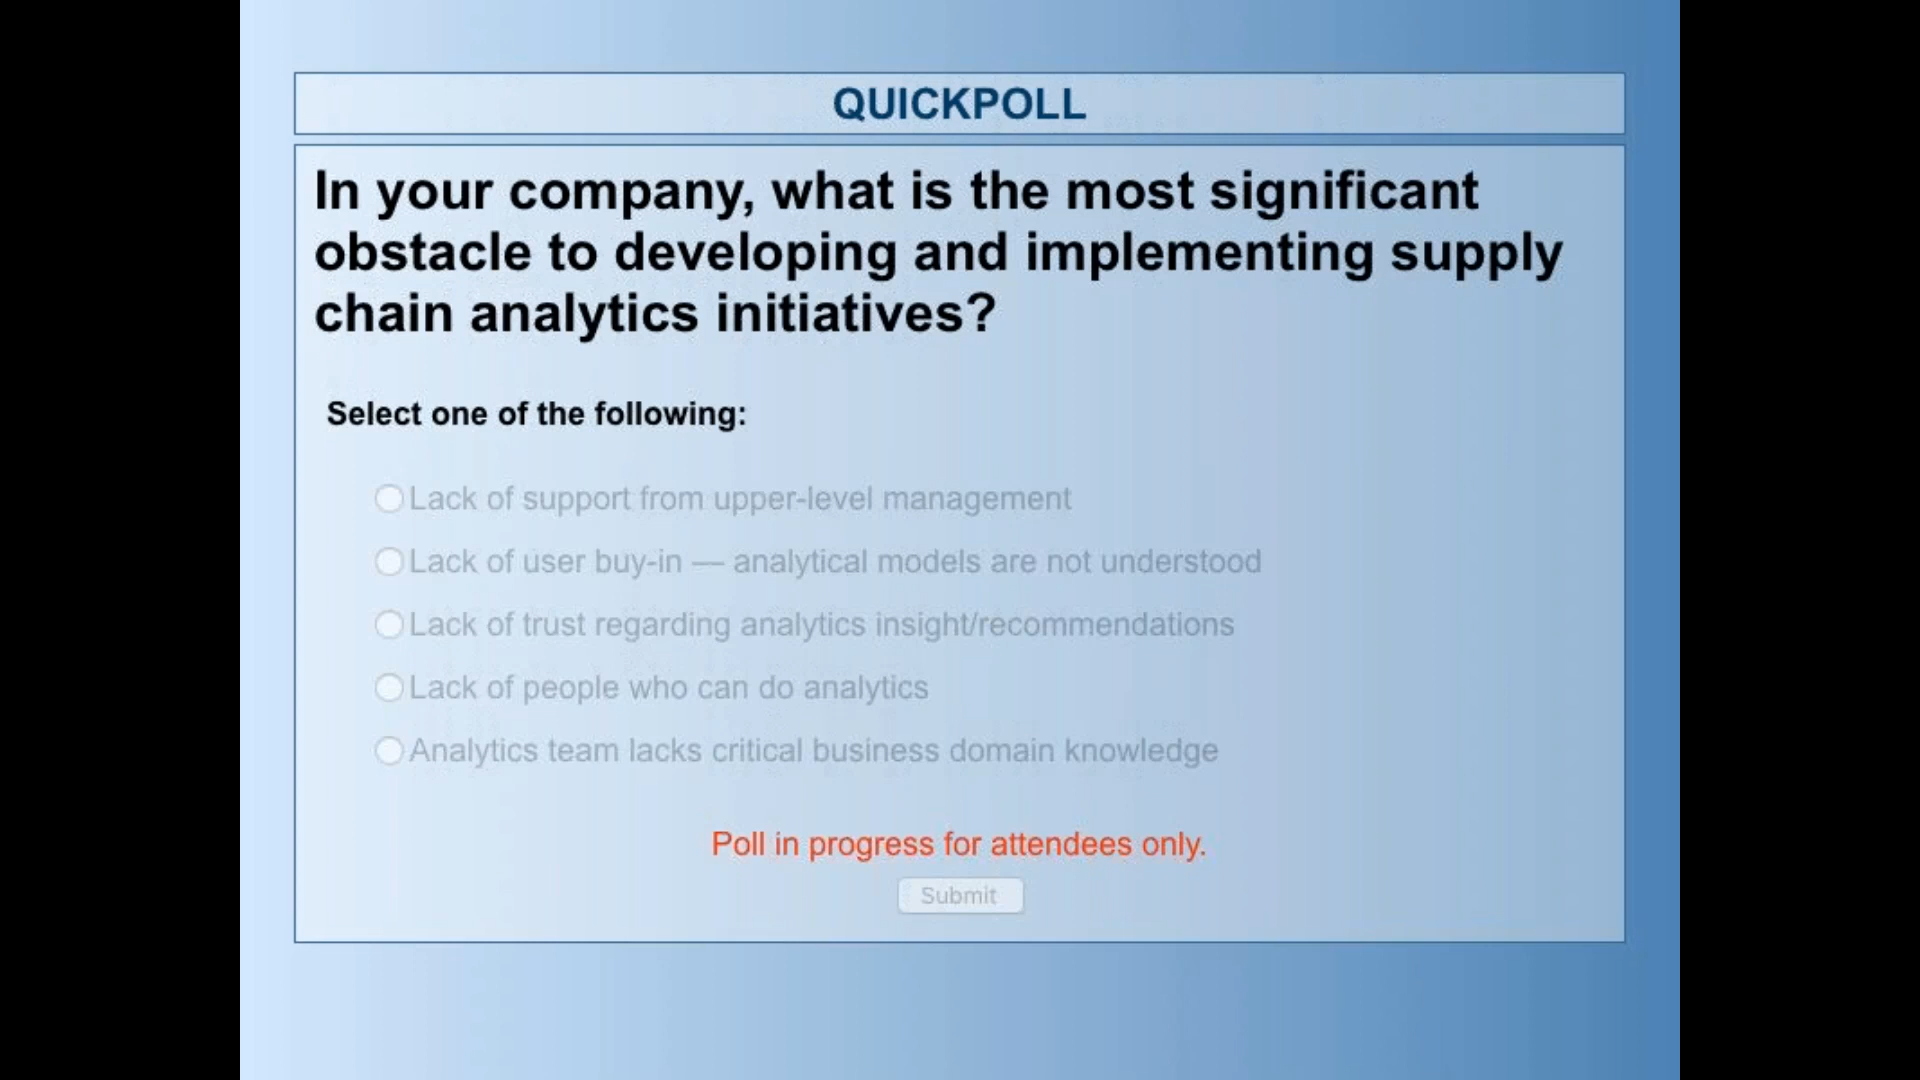 QUICKPOLL
In your company, what is the most significant
obstacle to developing and implementing supply
chain analytics initiatives?
Select one of the following:
Lack of support from upper-level management
Lack of user buy-in — analytical models are not understood
Lack of trust regarding analytics insight/recommendations
Lack of people who can do analytics
Analytics team lacks critical business domain knowledge
Poll in progress for attendees only.
Submit